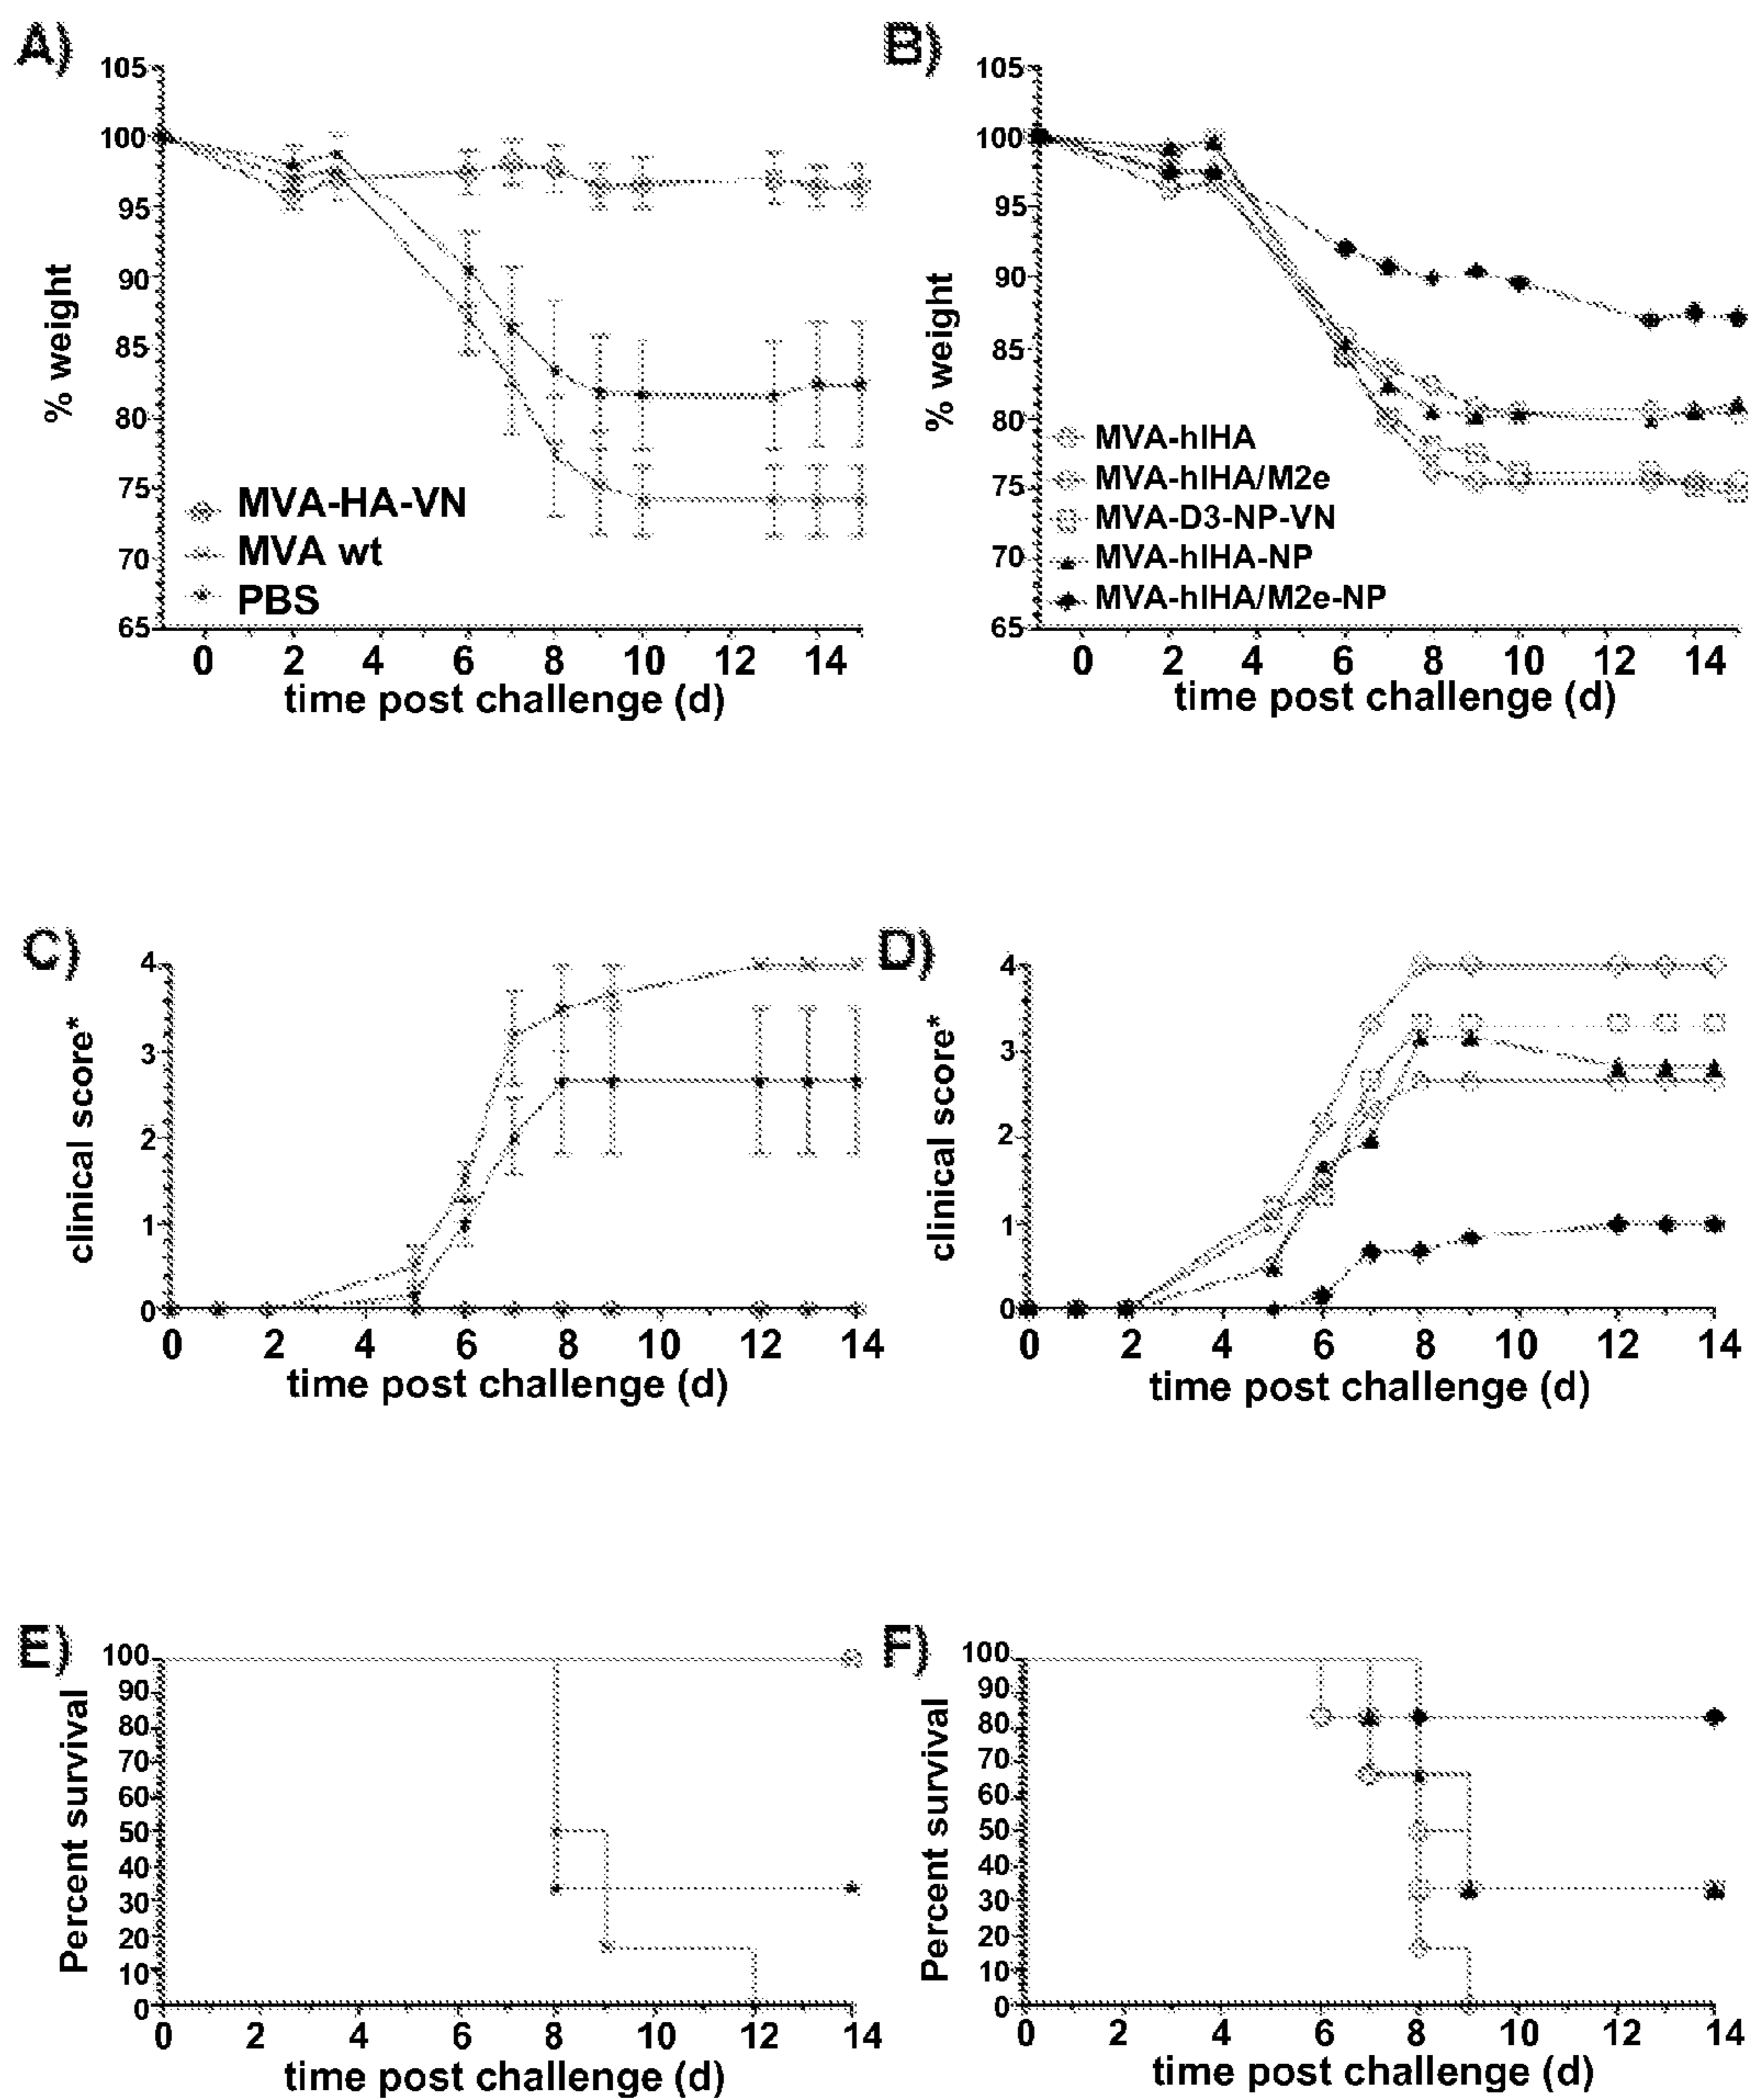 A)
105
100
95
90
85
80
75
70
65
% weight
MVA-HA-VN
MVA wt
PBS
0 2 4 6 8 10 12 14
time post challenge (d)
B)
105
100
95
90
85
80
75
70
65
% weight
MVA-hlHA
MVA-hlHA/M2e
MVA-D3-NP-VN
MVA-hlHA-NP
MVA-hlHA/M2e-NP
0 2 4 6 8 10 12 14
time post challenge (d)
C)
4
3
2
1
0
clinical score*
0 2 4 6 8 10 12 14
time post challenge (d)
D)
4
3
2
1
0
clinical score*
0 2 4 6 8 10 12 14
time post challenge (d)
E)
100
90
80
70
60
50
40
30
20
10
0
Percent survival
0 2 4 6 8 10 12 14
time post challenge (d)
F)
100
90
80
70
60
50
40
30
20
10
0
Percent survival
0 2 4 6 8 10 12 14
time post challenge (d)